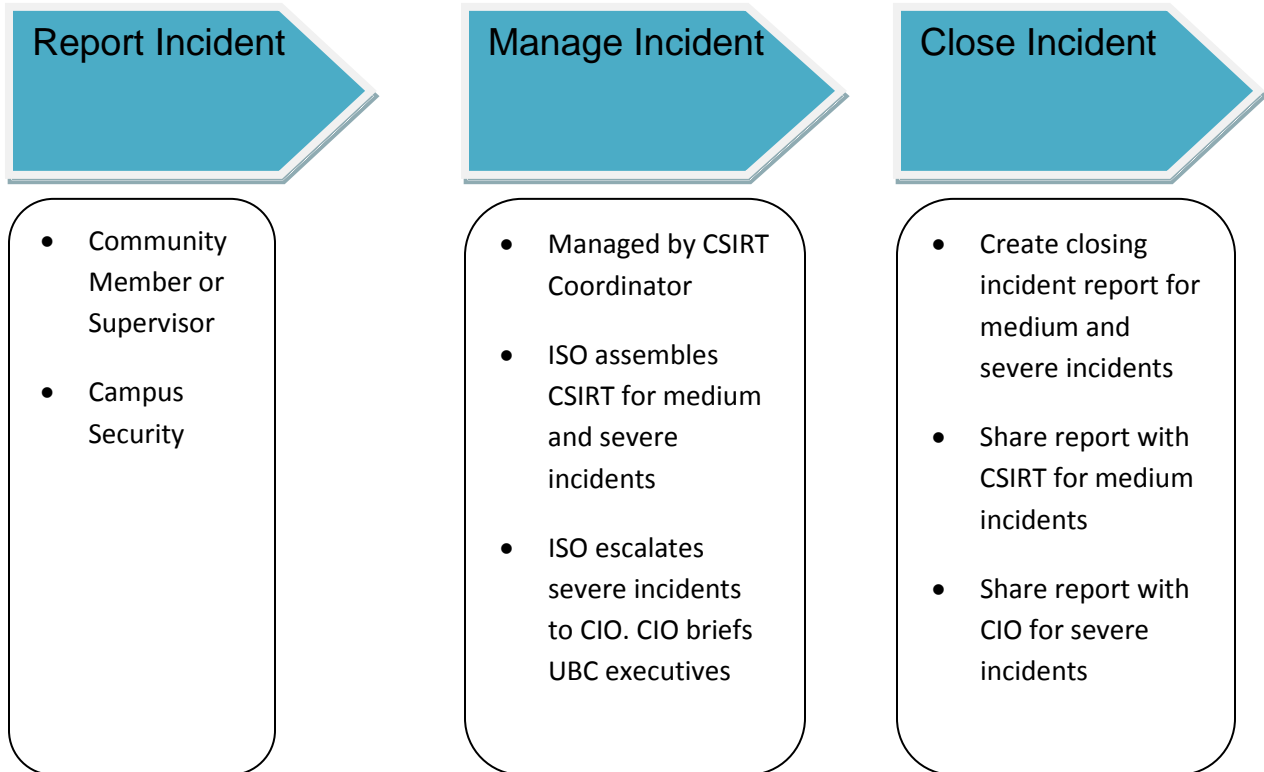 Report Incident
Community
Member or
Supervisor
Campus
Security
Manage Incident
Managed by CSIRT
Coordinator
ISO assembles
CSIRT for medium
and severe
incidents
ISO escalates
severe incidents
to CIO. CIO briefs
UBC executives
Close Incident
Create closing
incident report for
medium and
severe incidents
Share report with
CSIRT for medium
incidents
Share report with
CIO for severe
incidents